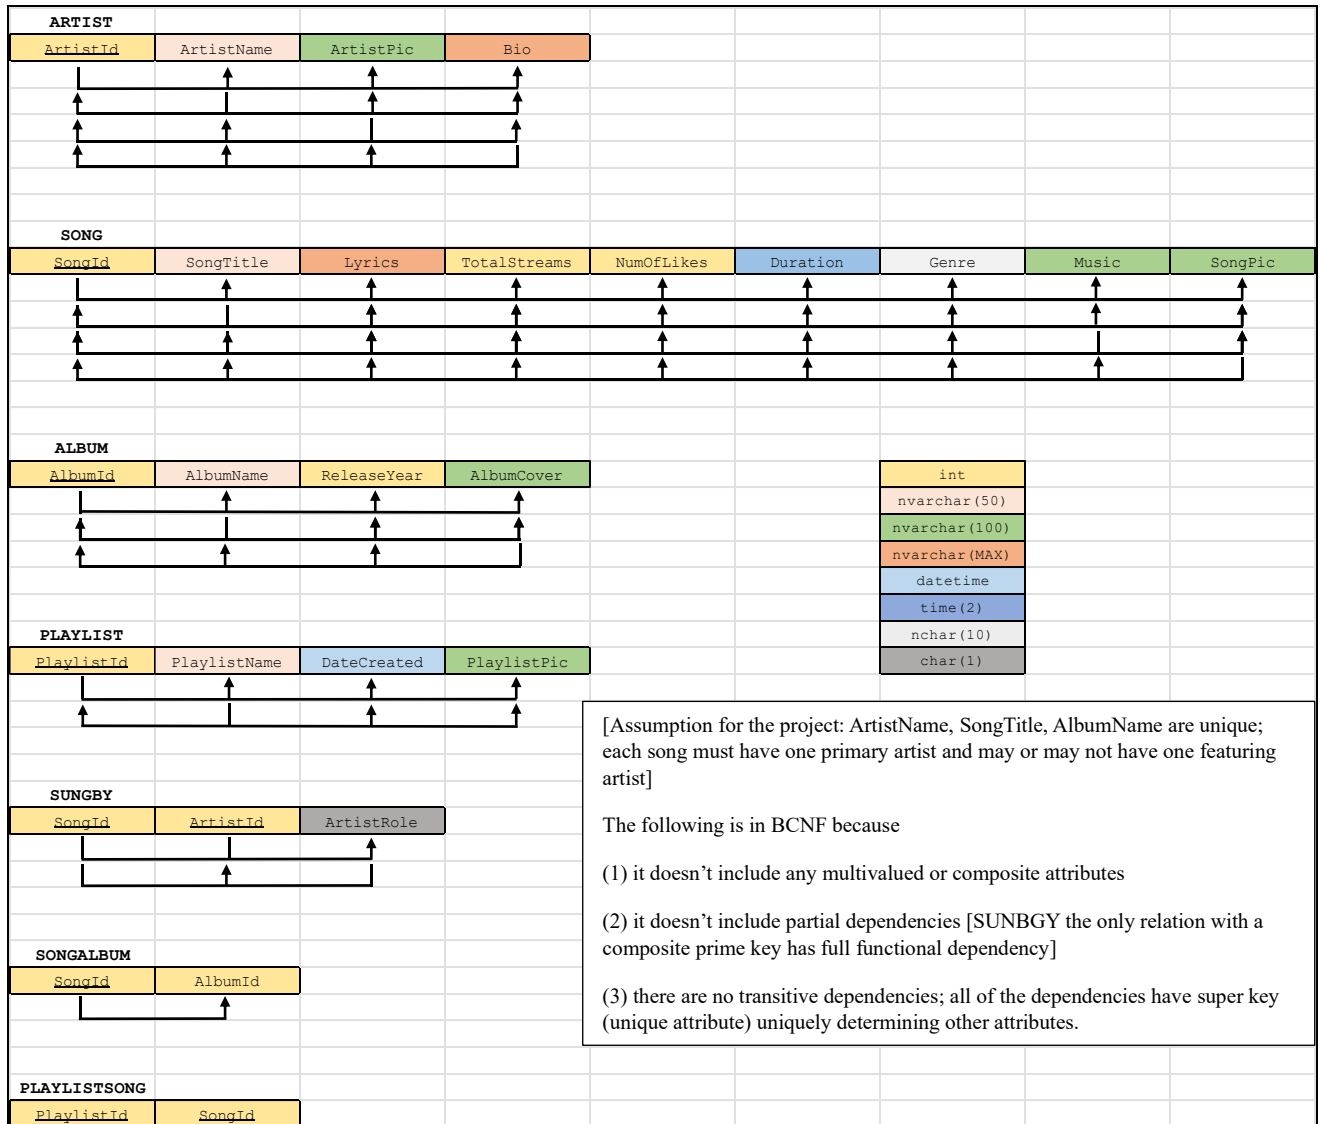 ARTIST
ArtistId ArtistName ArtistPic Bio
SONG
SongId SongTitle Lyrics TotalStreams NumOfLikes Duration Genre Music SongPic
ALBUM
AlbumId AlbumName ReleaseYear AlbumCover
int
nvarchar(50)
nvarchar(100)
nvarchar(MAX)
datetime
time(2)
nchar(10)
char(1)
PLAYLIST
PlaylistId PlaylistName DateCreated PlaylistPic
[Assumption for the project: ArtistName, SongTitle, AlbumName are unique;
each song must have one primary artist and may or may not have one featuring
artist]
The following is in BCNF because
(1) it doesn’t include any multivalued or composite attributes
(2) it doesn’t include partial dependencies [SUNBGY the only relation with a
composite prime key has full functional dependency]
(3) there are no transitive dependencies; all of the dependencies have super key
(unique attribute) uniquely determining other attributes.
SUNGBY
SongId ArtistId ArtistRole
SONGALBUM
SongId AlbumId
PLAYLISTSONG
PlaylistId SongId